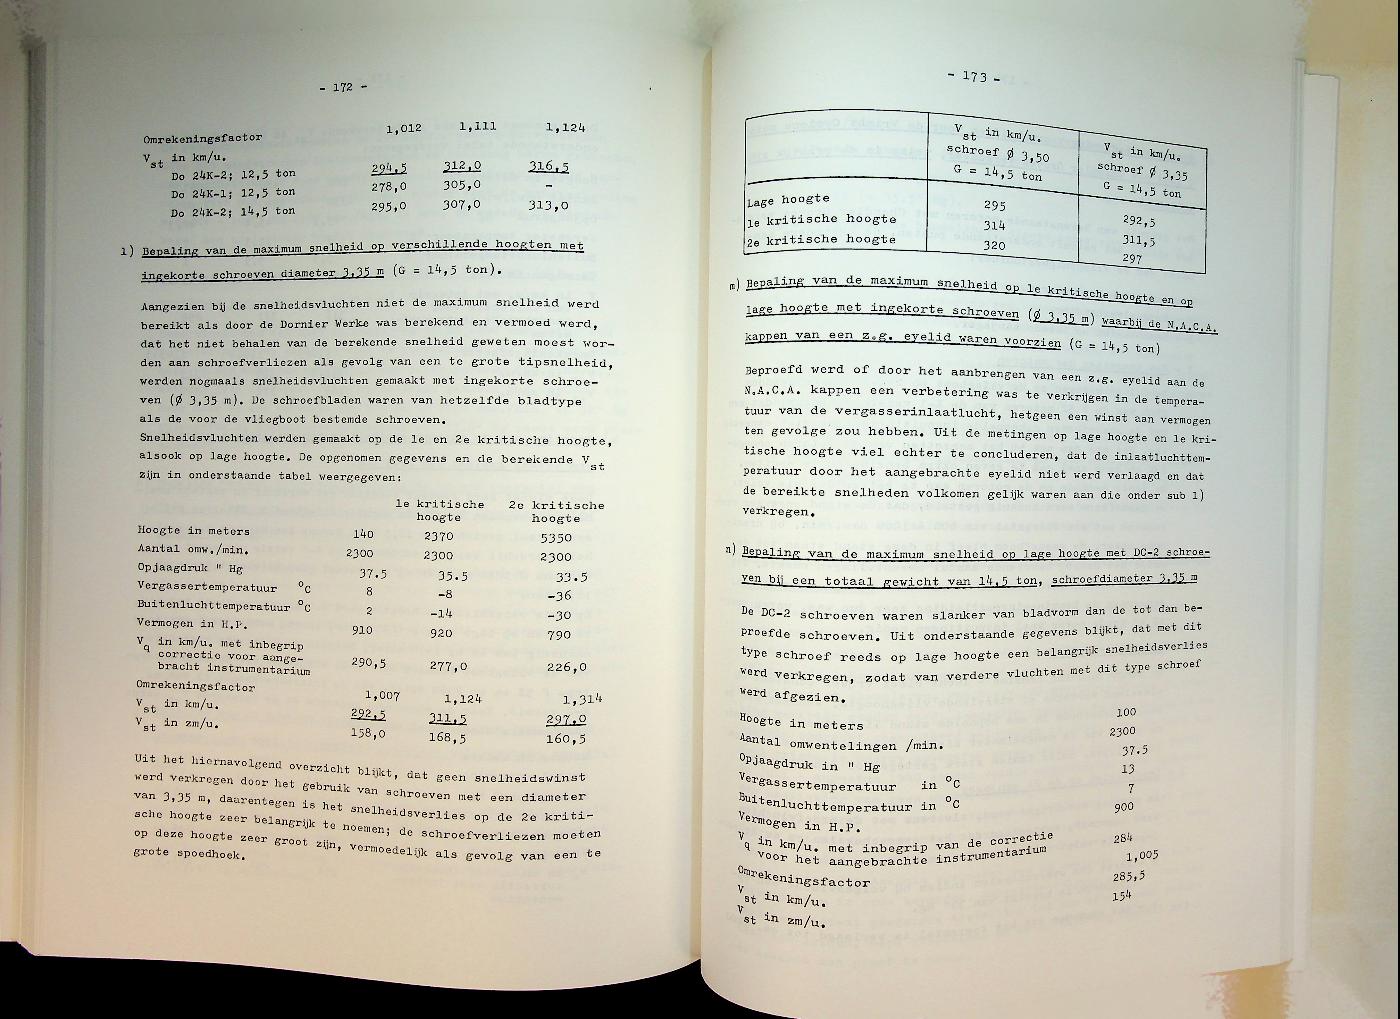 - 172 -
Omrekeningsfactor 1,012 1,111 1,124
Vst in km/u.
Do 24K-2; 12,5 ton 294,5 312,0 316,5
Do 24K-1; 12,5 ton 278,0 305,0 -
Do 24K-2; 14,5 ton 295,0 307,0 313,0
l) Bepaling van de maximum snelheid op verschillende hoogten met
ingekorte schroeven diameter 3,35 m (G = 14,5 ton).
Aangezien bij de snelheidsvluchten niet de maximum snelheid werd
bereikt als door de Dornier Werke was berekend en vermoed werd,
dat het niet behalen van de berekende snelheid geweten moest wor-
den aan schroefverliezen als gevolg van een te grote tipsnelheid,
werden nogmaals snelheidsvluchten gemaakt met ingekorte schroe-
ven (Ø 3,35 m). De schroefbladen waren van hetzelfde bladtype
als de voor de vliegboot bestemde schroeven.
Snelheidsvluchten werden gemaakt op de 1e en 2e kritische hoogte,
alsook op lage hoogte. De opgenomen gegevens en de berekende Vst
zijn in onderstaande tabel weergegeven:
1e kritische 2e kritische
hoogte hoogte
Hoogte in meters 140 2370 5350
Aantal omw./min. 2300 2300 2300
Opjaagdruk " Hg 37.5 35.5 33.5
Vergassertemperatuur °C 8 -8 -36
Buitenluchttemperatuur °C 2 -14 -30
Vermogen in H.P. 910 920 790
Vq in km/u. met inbegrip
correctie voor aange-
bracht instrumentarium 290,5 277,0 226,0
Omrekeningsfactor 1,007 1,124 1,314
Vst in km/u. 292,5 311,5 297,0
Vst in zm/u. 158,0 168,5 160,5
Uit het hiernavolgend overzicht blijkt, dat geen snelheidswinst
werd verkregen door het gebruik van schroeven met een diameter
van 3,35 m, daarentegen is het snelheidsverlies op de 2e kriti-
sche hoogte zeer belangrijk te noemen; de schroefverliezen moeten
op deze hoogte zeer groot zijn, vermoedelijk als gevolg van een te
grote spoedhoek.
- 173 -
Vst in km/u. Vst in km/u.
schroef Ø 3,50 schroef Ø 3,35
G = 14,5 ton G = 14,5 ton
Lage hoogte 295 292,5
1e kritische hoogte 314 311,5
2e kritische hoogte 320 297
m) Bepaling van de maximum snelheid op 1e kritische hoogte en op
lage hoogte met ingekorte schroeven (Ø 3,35 m) waarbij de N.A.C.A.
kappen van een z.g. eyelid waren voorzien (G = 14,5 ton)
Beproefd werd of door het aanbrengen van een z.g. eyelid aan de
N.A.C.A. kappen een verbetering was te verkrijgen in de tempera-
tuur van de vergasserinlaatlucht, hetgeen een winst aan vermogen
ten gevolge zou hebben. Uit de metingen op lage hoogte en 1e kri-
tische hoogte viel echter te concluderen, dat de inlaatluchttem-
peratuur door het aangebrachte eyelid niet werd verlaagd en dat
de bereikte snelheden volkomen gelijk waren aan die onder sub l)
verkregen.
n) Bepaling van de maximum snelheid op lage hoogte met DC-2 schroe-
ven bij een totaal gewicht van 14,5 ton, schroefdiameter 3,35 m
De DC-2 schroeven waren slanker van bladvorm dan de tot dan be-
proefde schroeven. Uit onderstaande gegevens blijkt, dat met dit
type schroef reeds op lage hoogte een belangrijk snelheidsverlies
werd verkregen, zodat van verdere vluchten met dit type schroef
werd afgezien.
Hoogte in meters 100
Aantal omwentelingen /min. 2300
Opjaagdruk in " Hg 37.5
Vergassertemperatuur in °C 13
Buitenluchttemperatuur in °C 7
Vermogen in H.P. 900
Vq in km/u. met inbegrip van de correctie
voor het aangebrachte instrumentarium 284
Omrekeningsfactor 1,005
Vst in km/u. 285,5
Vst in zm/u. 154